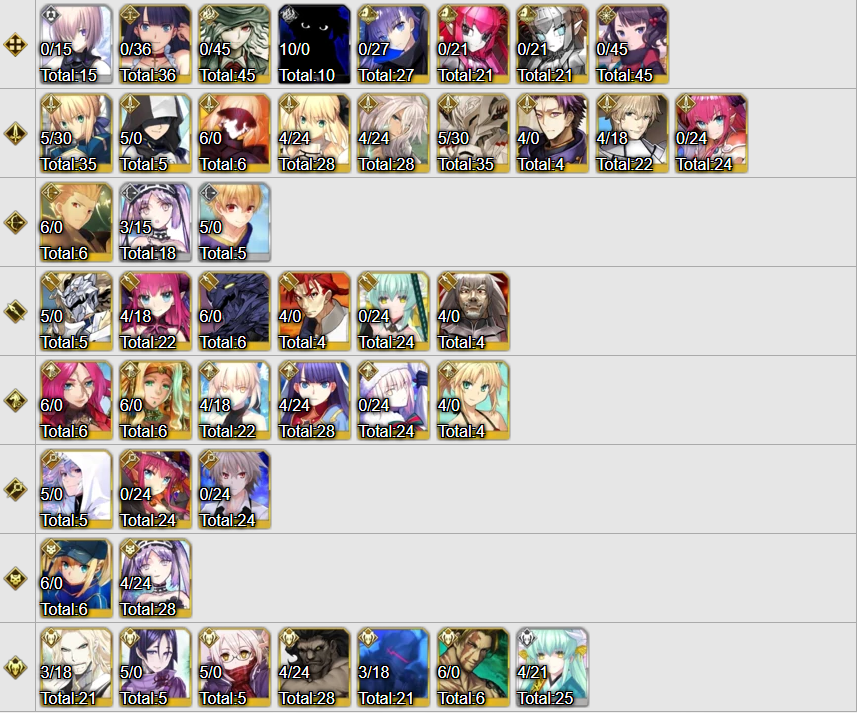 0/15 0/36 0/45 10/0 0/27 0/21 0/21 0/45
Total:15 Total:36 Total:45 Total:10 Total:27 Total:21 Total:21 Total:45
5/30 5/0 6/0 4/24 4/24 5/30 4/0 4/18 0/24
Total:35 Total:5 Total:6 Total:28 Total:28 Total:35 Total:4 Total:22 Total:24
6/0 3/15 5/0
Total:6 Total:18 Total:5
5/0 4/18 6/0 4/0 0/24 4/0
Total:5 Total:22 Total:6 Total:4 Total:24 Total:4
6/0 6/0 4/18 4/24 0/24 4/0
Total:6 Total:6 Total:22 Total:28 Total:24 Total:4
5/0 0/24 0/24
Total:5 Total:24 Total:24
6/0 4/24
Total:6 Total:28
3/18 5/0 5/0 4/24 3/18 6/0 4/21
Total:21 Total:5 Total:5 Total:28 Total:21 Total:6 Total:25